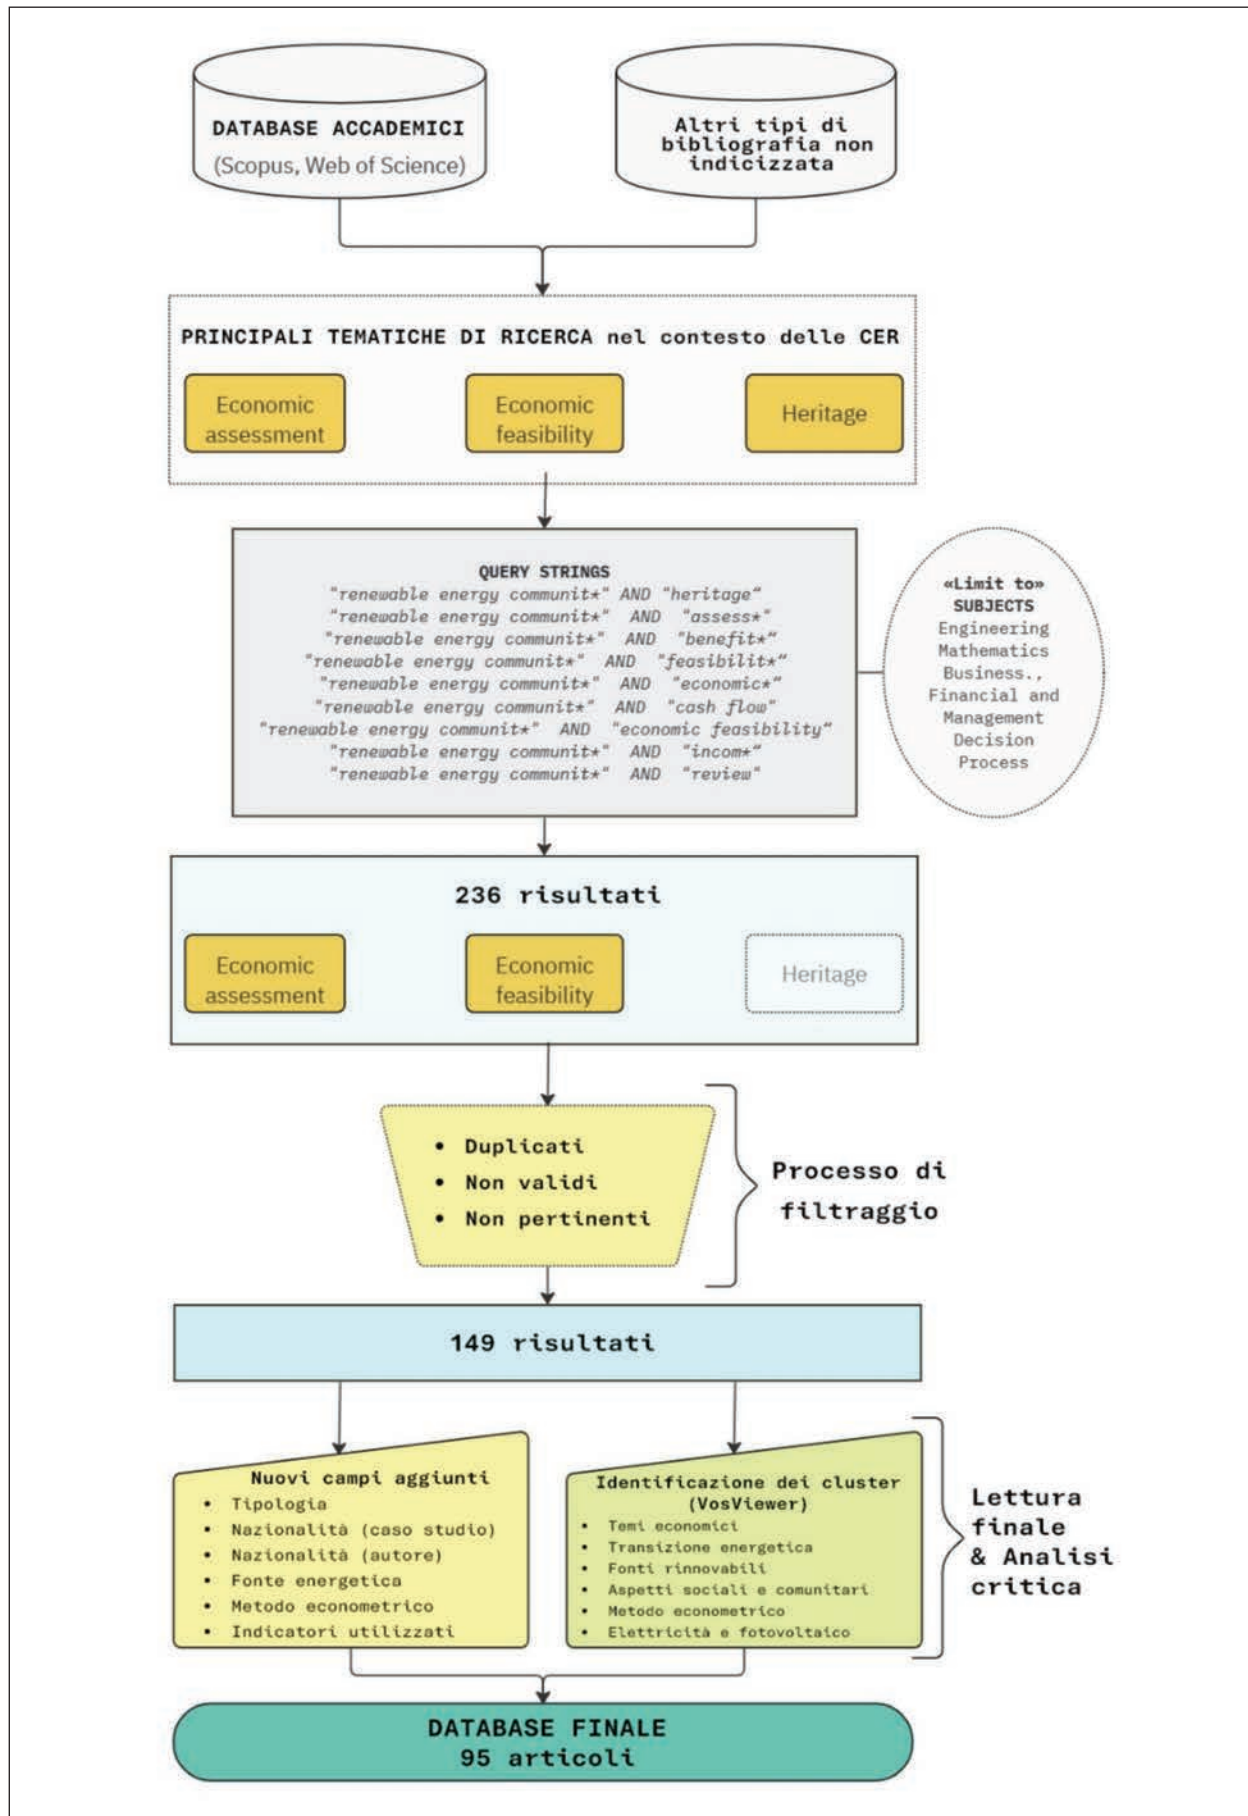 DATABASE ACCADEMICI
(Scopus, Web of Science)
Altri tipi di
bibliografia non
indicizzata
PRINCIPALI TEMATICHE DI RICERCA nel contesto delle CER
Economic
assessment
Economic
feasibility
Heritage
QUERY STRINGS
"renewable energy communit*" AND "heritage“
"renewable energy communit*" AND "assess*"
"renewable energy communit*" AND "benefit*“
"renewable energy communit*" AND "feasibilit*“
"renewable energy communit*" AND "economic*“
"renewable energy communit*" AND "cash flow"
"renewable energy communit*" AND "economic feasibility“
"renewable energy communit*" AND "incom*“
"renewable energy communit*" AND "review"
«Limit to»
SUBJECTS
Engineering
Mathematics
Business.,
Financial and
Management
Decision
Process
236 risultati
Economic
assessment
Economic
feasibility
Heritage
• Duplicati
• Non validi
• Non pertinenti
Processo di
filtraggio
149 risultati
Nuovi campi aggiunti
• Tipologia
• Nazionalità (caso studio)
• Nazionalità (autore)
• Fonte energetica
• Metodo econometrico
• Indicatori utilizzati
Identificazione dei cluster
(VosViewer)
• Temi economici
• Transizione energetica
• Fonti rinnovabili
• Aspetti sociali e comunitari
• Metodo econometrico
• Elettricità e fotovoltaico
Lettura
finale
& Analisi
critica
DATABASE FINALE
95 articoli